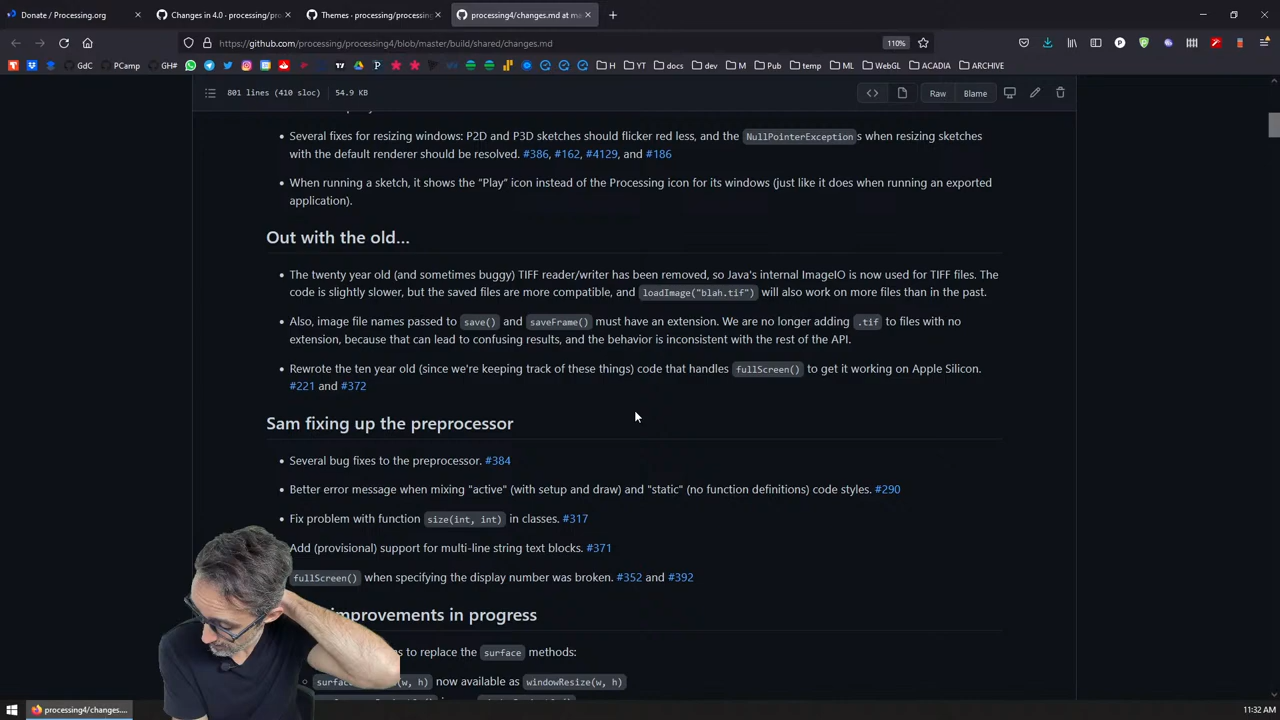 Donate / Processing.org
Changes in 4.0 · processing/pro
Themes · processing/processing
processing4/changes.md at ma
https://github.com/processing/processing4/blob/master/build/shared/changes.md
110%
GdC
PCamp
GH#
H
YT
docs
dev
M
Pub
temp
ML
WebGL
ACADIA
ARCHIVE
801 lines (410 sloc)
54.9 KB
Raw
Blame
Several fixes for resizing windows: P2D and P3D sketches should flicker red less, and the NullPointerExceptions when resizing sketches
with the default renderer should be resolved. #386, #162, #4129, and #186
When running a sketch, it shows the “Play” icon instead of the Processing icon for its windows (just like it does when running an exported
application).
Out with the old...
The twenty year old (and sometimes buggy) TIFF reader/writer has been removed, so Java's internal ImageIO is now used for TIFF files. The
code is slightly slower, but the saved files are more compatible, and loadImage("blah.tif") will also work on more files than in the past.
Also, image file names passed to save() and saveFrame() must have an extension. We are no longer adding .tif to files with no
extension, because that can lead to confusing results, and the behavior is inconsistent with the rest of the API.
Rewrote the ten year old (since we're keeping track of these things) code that handles fullScreen() to get it working on Apple Silicon.
#221 and #372
Sam fixing up the preprocessor
Several bug fixes to the preprocessor. #384
Better error message when mixing "active" (with setup and draw) and "static" (no function definitions) code styles. #290
Fix problem with function size(int, int) in classes. #317
Add (provisional) support for multi-line string text blocks. #371
fullScreen() when specifying the display number was broken. #352 and #392
improvements in progress
to replace the surface methods:
now available as windowResize(w, h)
processing4/changes....
11:32 AM